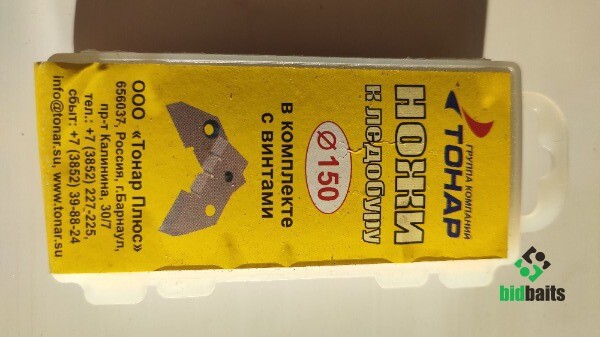 ГРУППА КОМПАНИЙ
ТОНАР
НОЖИ
к ледобуру
Ø 150
в комплекте
с винтами
ООО «Тонар Плюс»
656037, Россия, г.Барнаул,
пр-т Калинина, 30/7
тел.: +7 (3852) 227-225,
сбыт: +7 (3852) 39-88-24
info@tonar.su, www.tonar.su
bidbaits